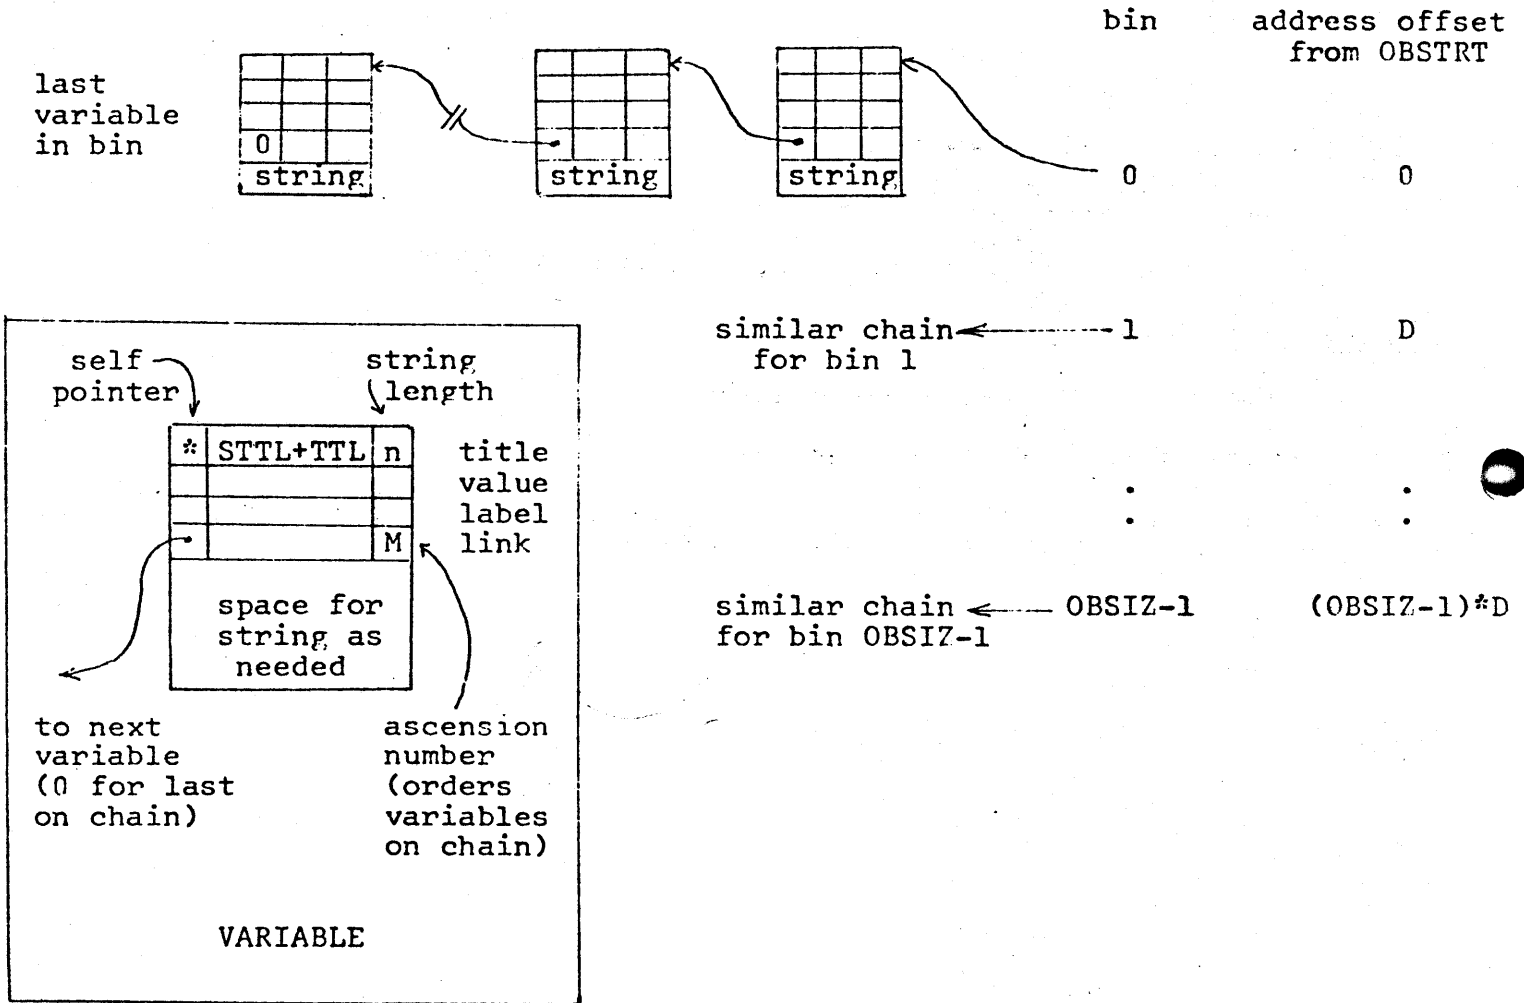 bin address offset
from OBSTRT
last
variable
in bin
0
string string string
0 0
similar chain 1 D
for bin 1
self
pointer
string
length
* STTL+TTL n title
value
label
M link
space for
string as
needed
to next
variable
(0 for last
on chain)
ascension
number
(orders
variables
on chain)
VARIABLE
similar chain OBSIZ-1 (OBSIZ-1)*D
for bin OBSIZ-1